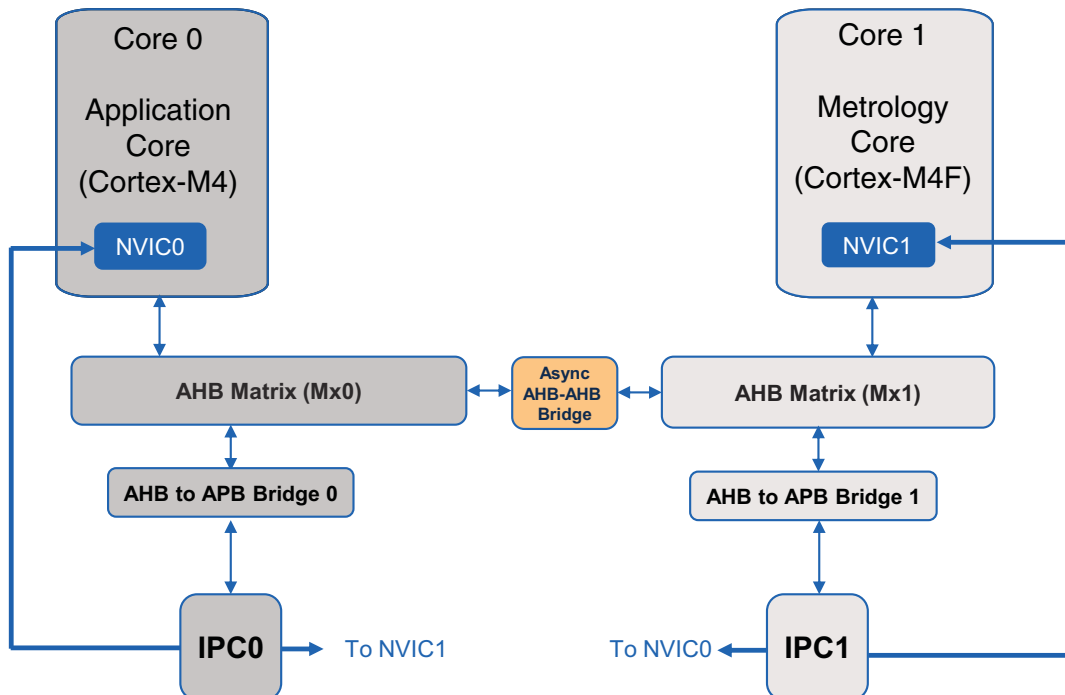 Core 0
Application
Core
(Cortex-M4)
NVIC0
Core 1
Metrology
Core
(Cortex-M4F)
NVIC1
AHB Matrix (Mx0)
Async
AHB-AHB
Bridge
AHB Matrix (Mx1)
AHB to APB Bridge 0
AHB to APB Bridge 1
IPC0
To NVIC1
To NVIC0
IPC1